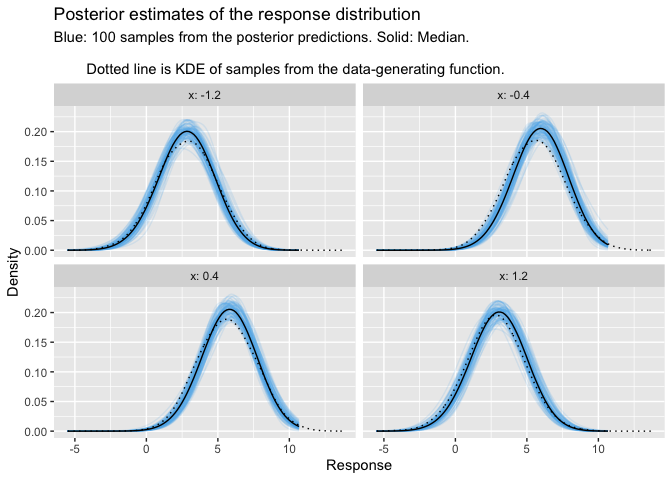 Posterior estimates of the response distribution
Blue: 100 samples from the posterior predictions. Solid: Median.
Dotted line is KDE of samples from the data-generating function.
x: -1.2
x: -0.4
0.20
0.15
0.10
0.05
0.00
x: 0.4
x: 1.2
0.20
0.15
0.10
0.05
0.00
-5
0
5
10
-5
0
5
10
Response
Density